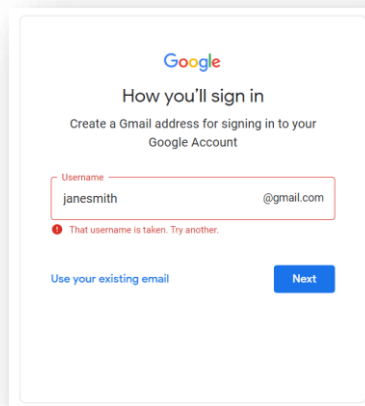 Google
How you'll sign in
Create a Gmail address for signing in to your
Google Account
Username
janesmith @gmail.com
That username is taken. Try another.
Use your existing email Next